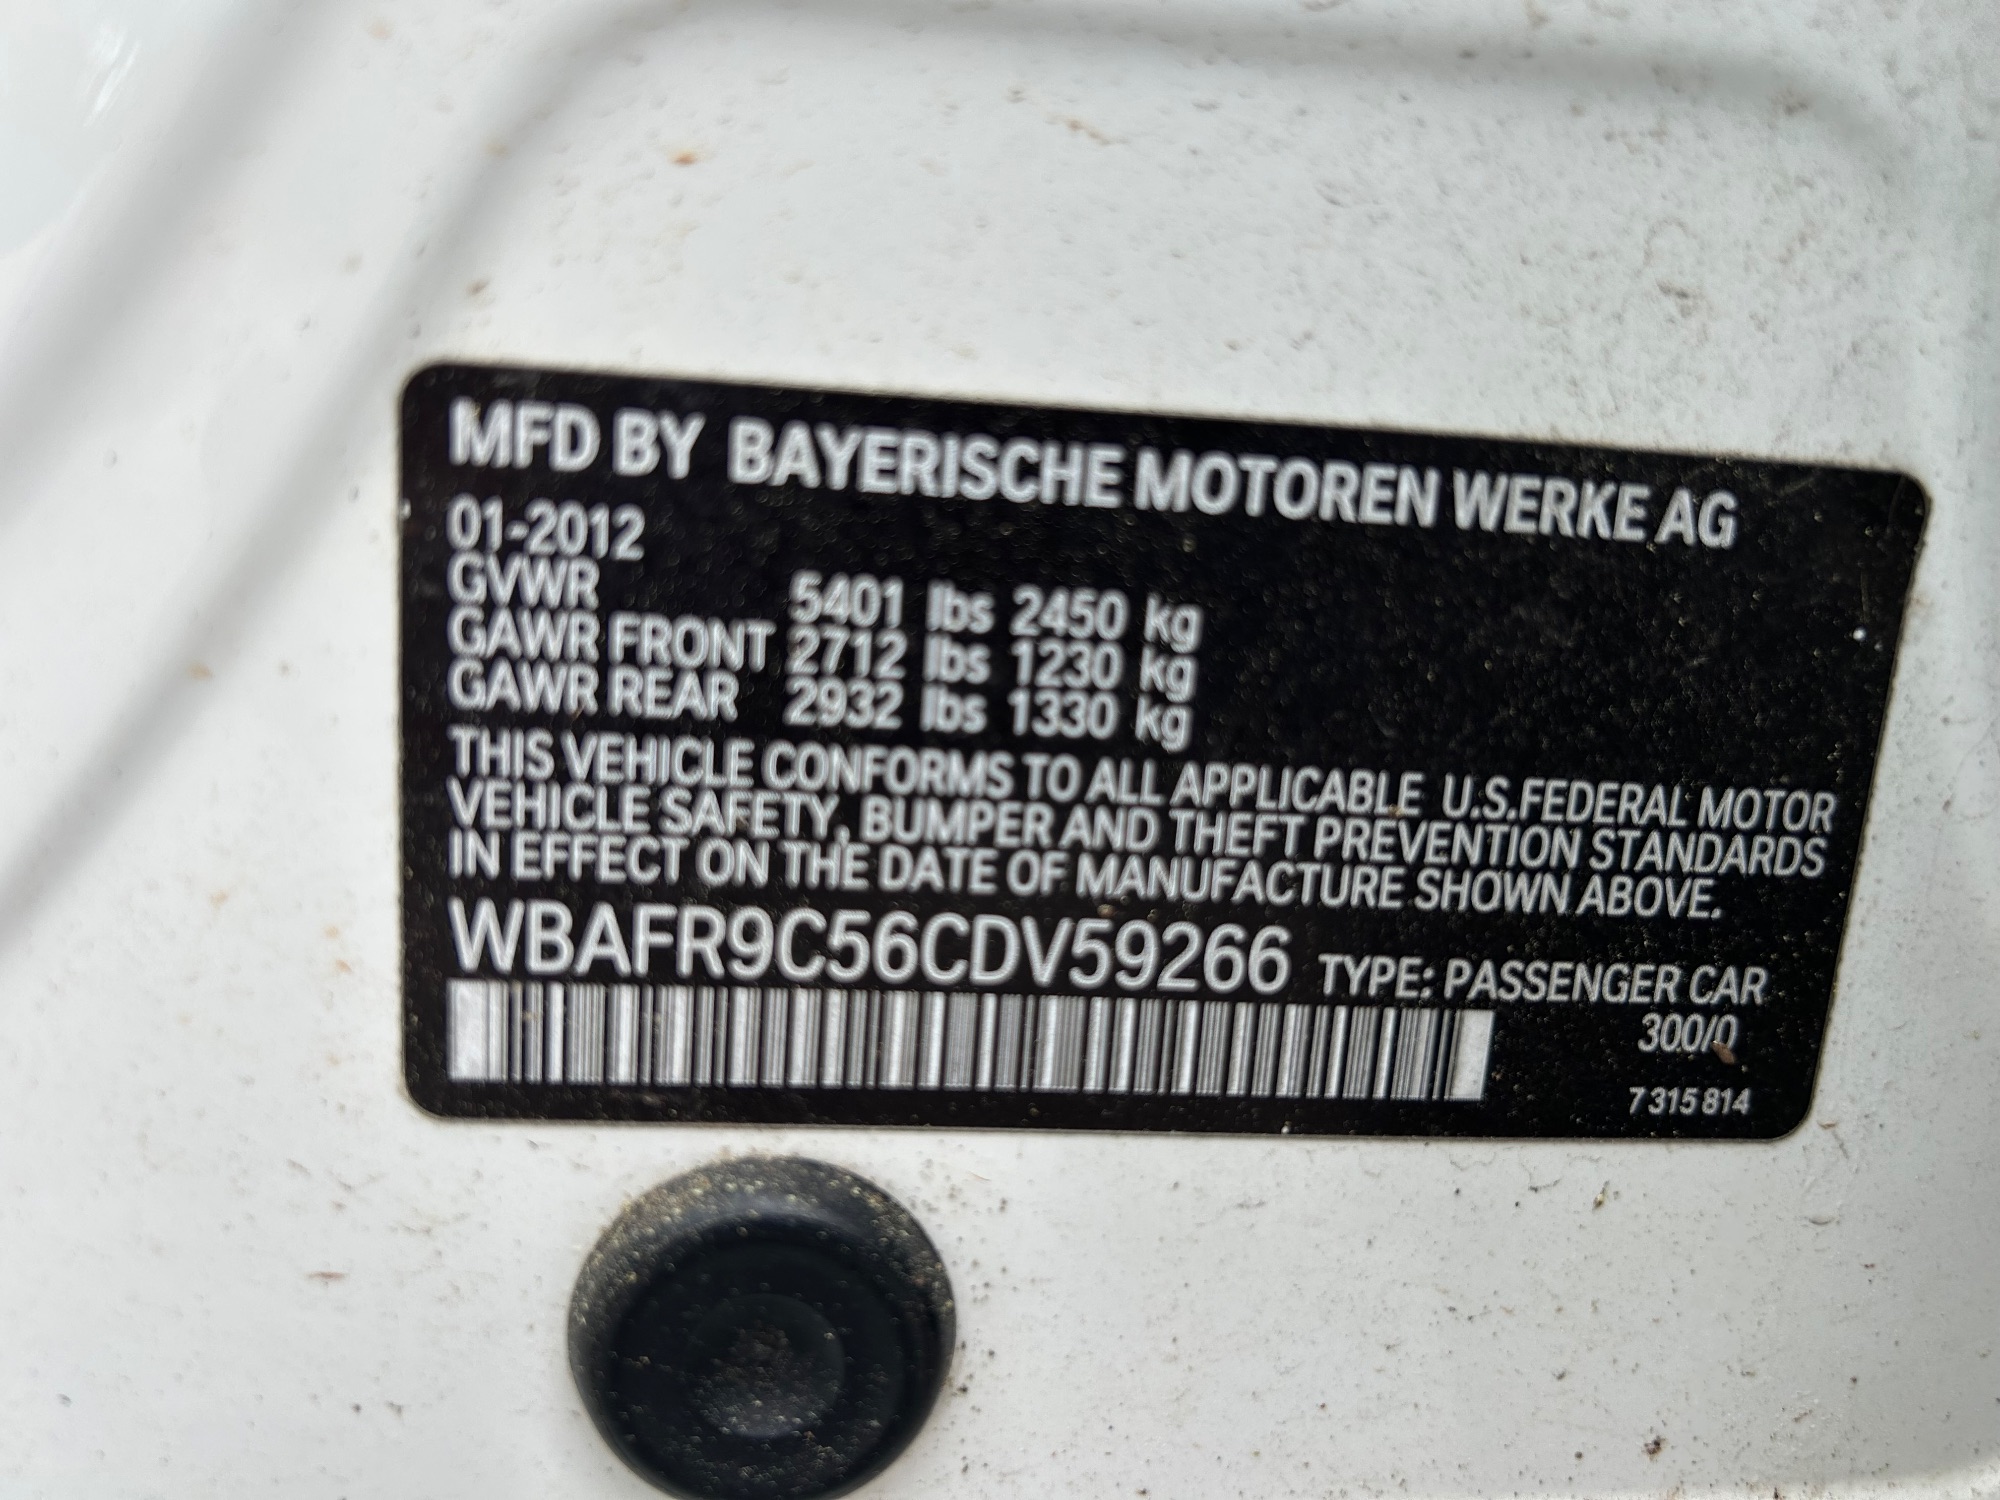 MFD BY BAYERISCHE MOTOREN WERKE AG
01-2012
GVWR 5401 lbs 2450 kg
GAWR FRONT 2712 lbs 1230 kg
GAWR REAR 2932 lbs 1330 kg
THIS VEHICLE CONFORMS TO ALL APPLICABLE U.S.FEDERAL MOTOR
VEHICLE SAFETY, BUMPER AND THEFT PREVENTION STANDARDS
IN EFFECT ON THE DATE OF MANUFACTURE SHOWN ABOVE.
WBAFR9C56CDV59266 TYPE: PASSENGER CAR
300/0
7 315 814